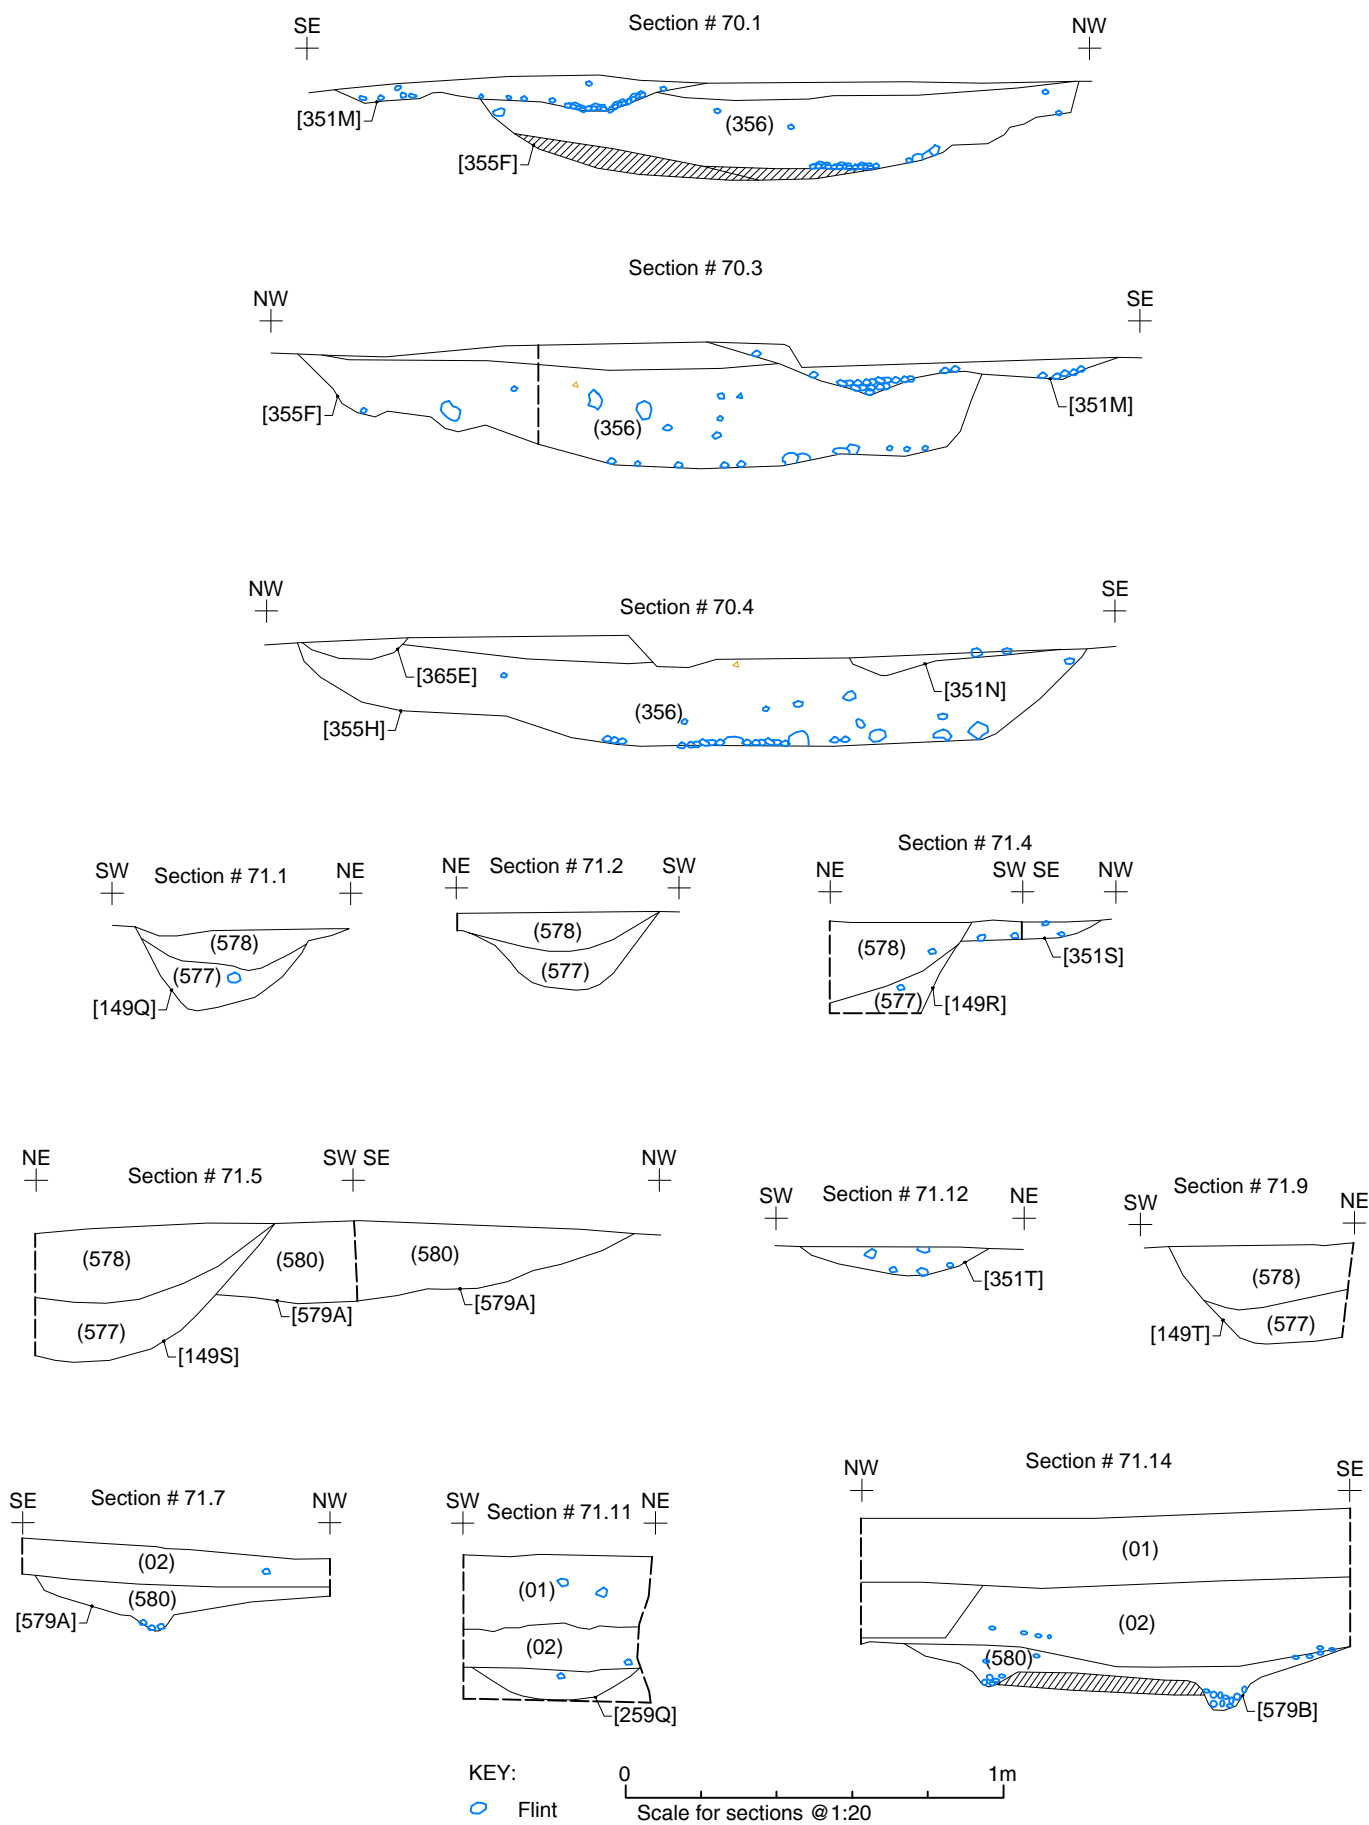 Section # 70.1
SE NW
[351M]
(356)
[355F]
Section # 70.3
NW SE
[355F]
(356)
[351M]
Section # 70.4
NW SE
[365E]
[351N]
(356)
[355H]
Section # 71.1
SW NE
(578)
(577)
[149Q]
Section # 71.2
NE SW
(578)
(577)
Section # 71.4
NE SW SE NW
(578)
[351S]
(577)
[149R]
Section # 71.5
NE SW SE NW
(578)
(580)
(580)
[579A]
[579A]
(577)
[149S]
Section # 71.12
SW NE
[351T]
Section # 71.9
SW NE
(578)
[149T]
(577)
Section # 71.7
SE NW
(02)
(580)
[579A]
Section # 71.11
SW NE
(01)
(02)
[259Q]
Section # 71.14
NW SE
(01)
(02)
(580)
[579B]
KEY:
Flint
0 1m
Scale for sections @1:20